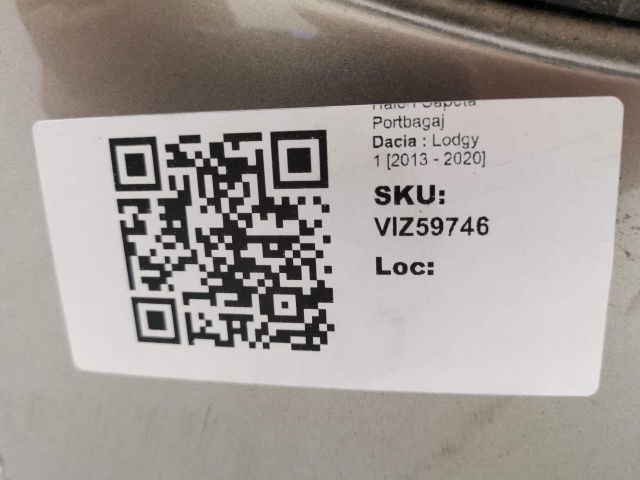 Portbagaj
Dacia : Lodgy
1 [2013 - 2020]
SKU:
VIZ59746
Loc: